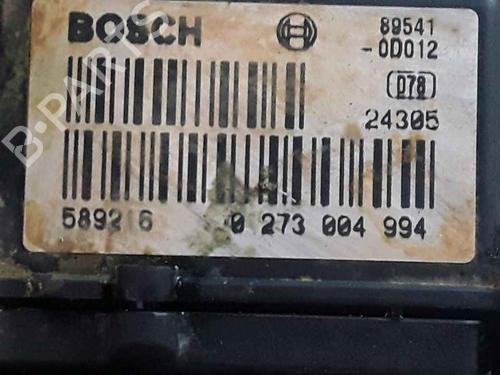 BOSCH
89541
-0D012
D78
24305
589216
0 273 004 994
B-PARTS